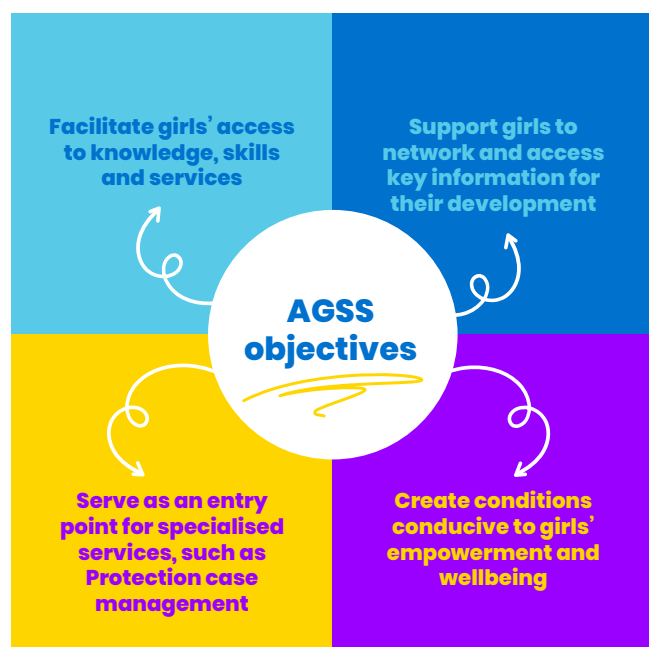 Facilitate girls’ access
to knowledge, skills
and services
Support girls to
network and access
key information for
their development
AGSS
objectives
Serve as an entry
point for specialised
services, such as
Protection case
management
Create conditions
conducive to girls’
empowerment and
wellbeing